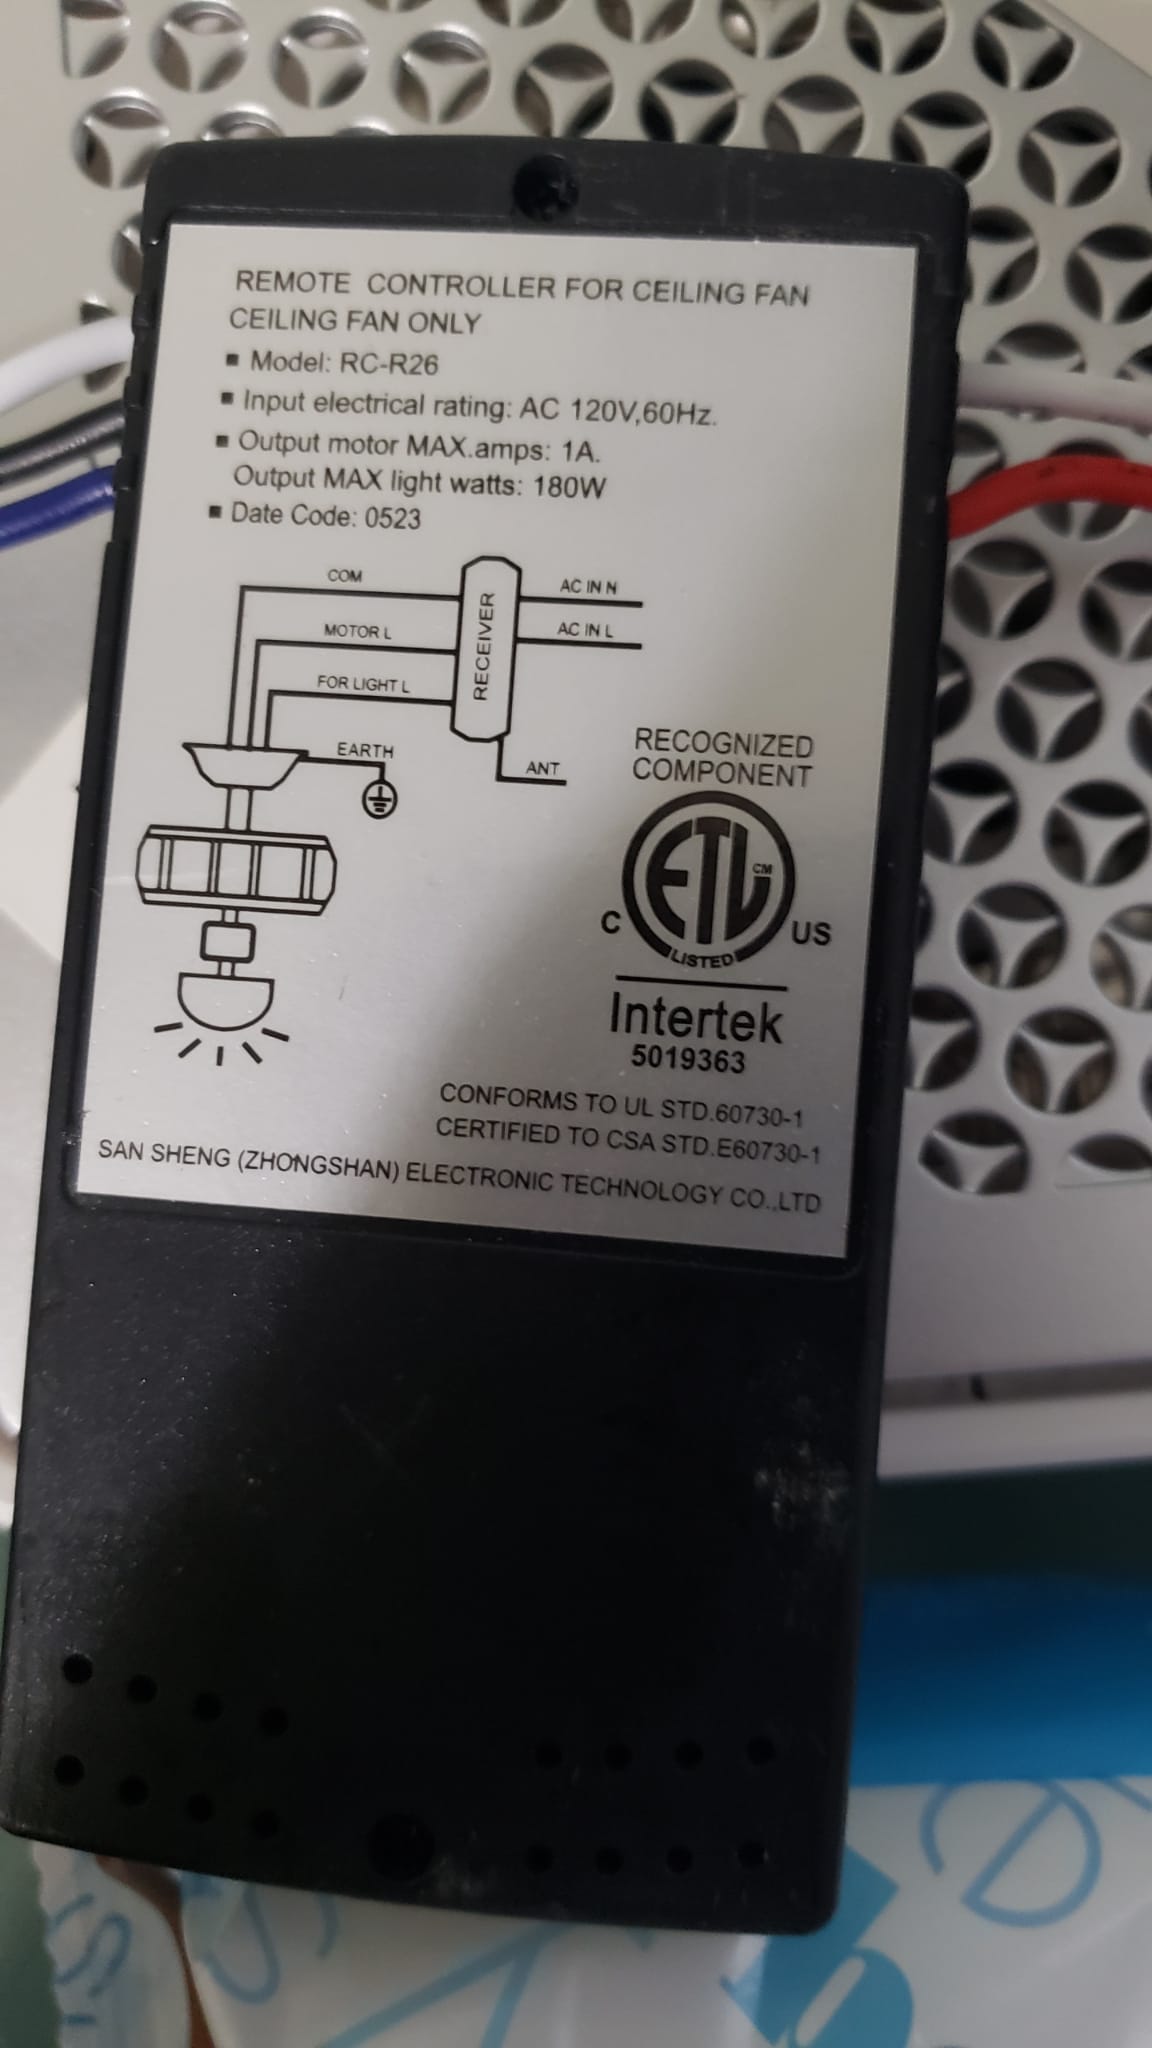 REMOTE CONTROLLER FOR CEILING FAN
CEILING FAN ONLY
▪ Model: RC-R26
▪ Input electrical rating: AC 120V,60Hz.
▪ Output motor MAX.amps: 1A.
Output MAX light watts: 180W
▪ Date Code: 0523
COM
MOTOR L
FOR LIGHT L
EARTH
RECEIVER
AC IN N
AC IN L
ANT
RECOGNIZED
COMPONENT
ETL CM
C US
LISTED
Intertek
5019363
CONFORMS TO UL STD.60730-1
CERTIFIED TO CSA STD.E60730-1
SAN SHENG (ZHONGSHAN) ELECTRONIC TECHNOLOGY CO.,LTD